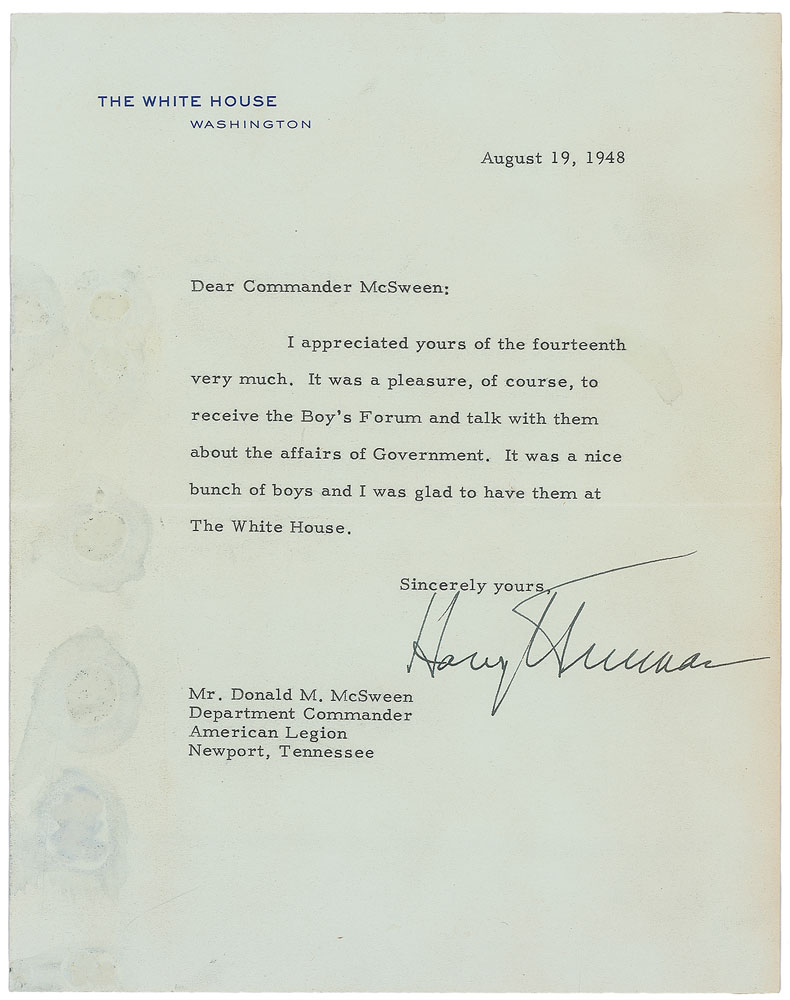 THE WHITE HOUSE
WASHINGTON
August 19, 1948
Dear Commander McSween:
I appreciated yours of the fourteenth
very much. It was a pleasure, of course, to
receive the Boy's Forum and talk with them
about the affairs of Government. It was a nice
bunch of boys and I was glad to have them at
The White House.
Sincerely yours,
Harry Truman
Mr. Donald M. McSween
Department Commander
American Legion
Newport, Tennessee